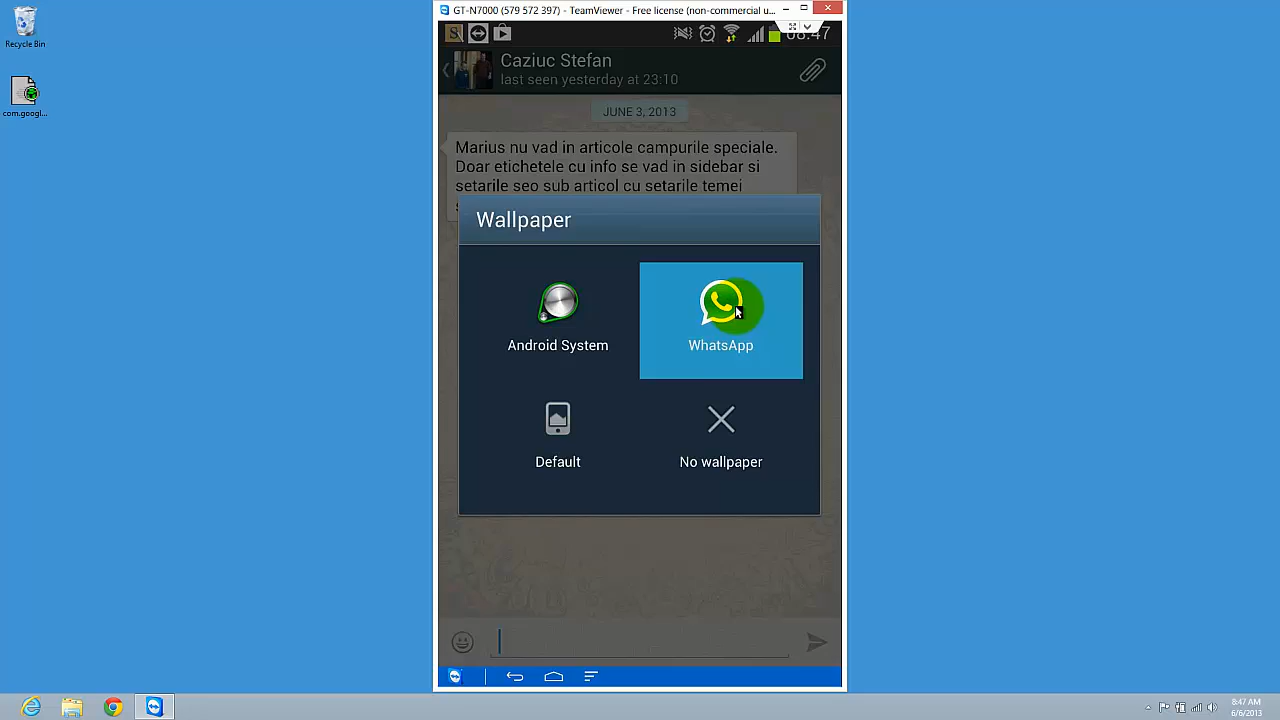 Recycle Bin
com.googl...
GT-N7000 (579 572 397) - TeamViewer - Free license (non-commercial u...
08:47
Caziuc Stefan
last seen yesterday at 23:10
JUNE 3, 2013
Marius nu vad in articole campurile speciale.
Doar etichetele cu info se vad in sidebar si
setarile seo sub articol cu setarile temei
Wallpaper
Android System
WhatsApp
Default
No wallpaper
8:47 AM
6/6/2013